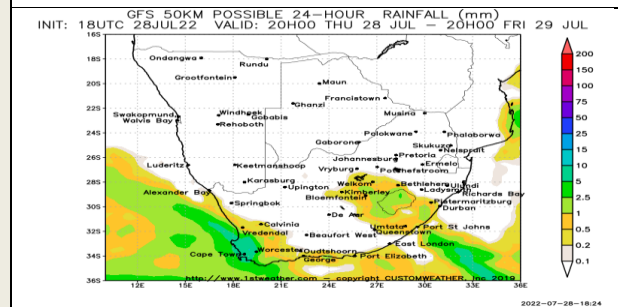 GFS 50KM POSSIBLE 24-HOUR RAINFALL (mm)
INIT: 18UTC 28JUL22 VALID: 20H00 THU 28 JUL - 20H00 FRI 29 JUL
16S
18S
20S
22S
24S
26S
28S
30S
32S
34S
36S
12E
15E
18E
21E
24E
27E
30E
33E
36E
Ondangwa
Rundu
Grootfontein
Maun
Ghanzi
Francistown
Swakopmund
Walvis Bay
Windhoek
Gobabis
Rehoboth
Musina
Polokwane
Phalaborwa
Gaborone
Skukuza
Nelspruit
Pretoria
Johannesburg
Ermelo
Luderitz
Keetmanshoop
Vryburg
Potchefstroom
Karasburg
Upington
Welkom
Bethlehem
Ulundi
Ladysmith
Richards Bay
Alexander Bay
Kimberley
Bloemfontein
Pietermaritzburg
Durban
Springbok
De Aar
Calvinia
Vredendal
Beaufort West
Umtata
Port St Johns
Queenstown
East London
Cape Town
Worcester
Oudtshoorn
George
Port Elizabeth
http://www.1stweather.com - copyright CUSTOMWEATHER, Inc 2019
200
150
100
75
50
25
15
10
5
2.5
1
0.5
0.2
0.1
2022-07-28-18:24